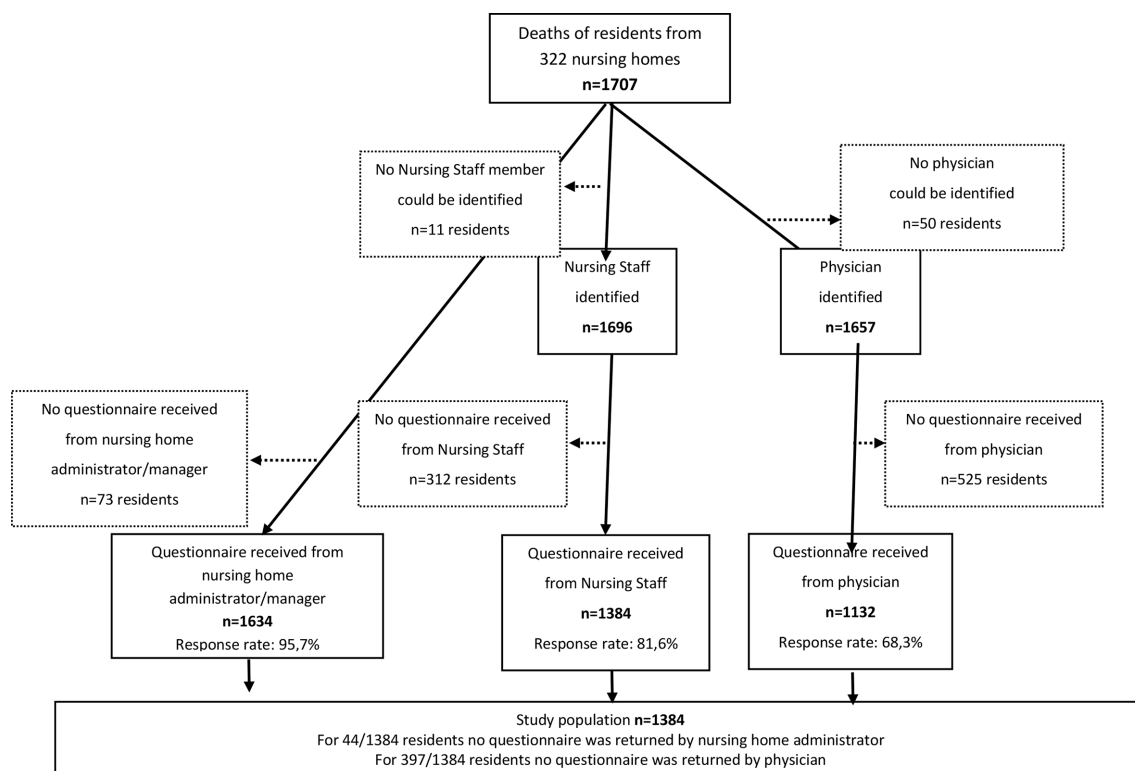 Deaths of residents from
322 nursing homes
n=1707
No Nursing Staff member
could be identified
n=11 residents
No physician
could be identified
n=50 residents
Nursing Staff
identified
n=1696
Physician
identified
n=1657
No questionnaire received
from nursing home
administrator/manager
n=73 residents
No questionnaire received
from Nursing Staff
n=312 residents
No questionnaire received
from physician
n=525 residents
Questionnaire received from
nursing home
administrator/manager
n=1634
Response rate: 95,7%
Questionnaire received
from Nursing Staff
n=1384
Response rate: 81,6%
Questionnaire received
from physician
n=1132
Response rate: 68,3%
Study population n=1384
For 44/1384 residents no questionnaire was returned by nursing home administrator
For 397/1384 residents no questionnaire was returned by physician